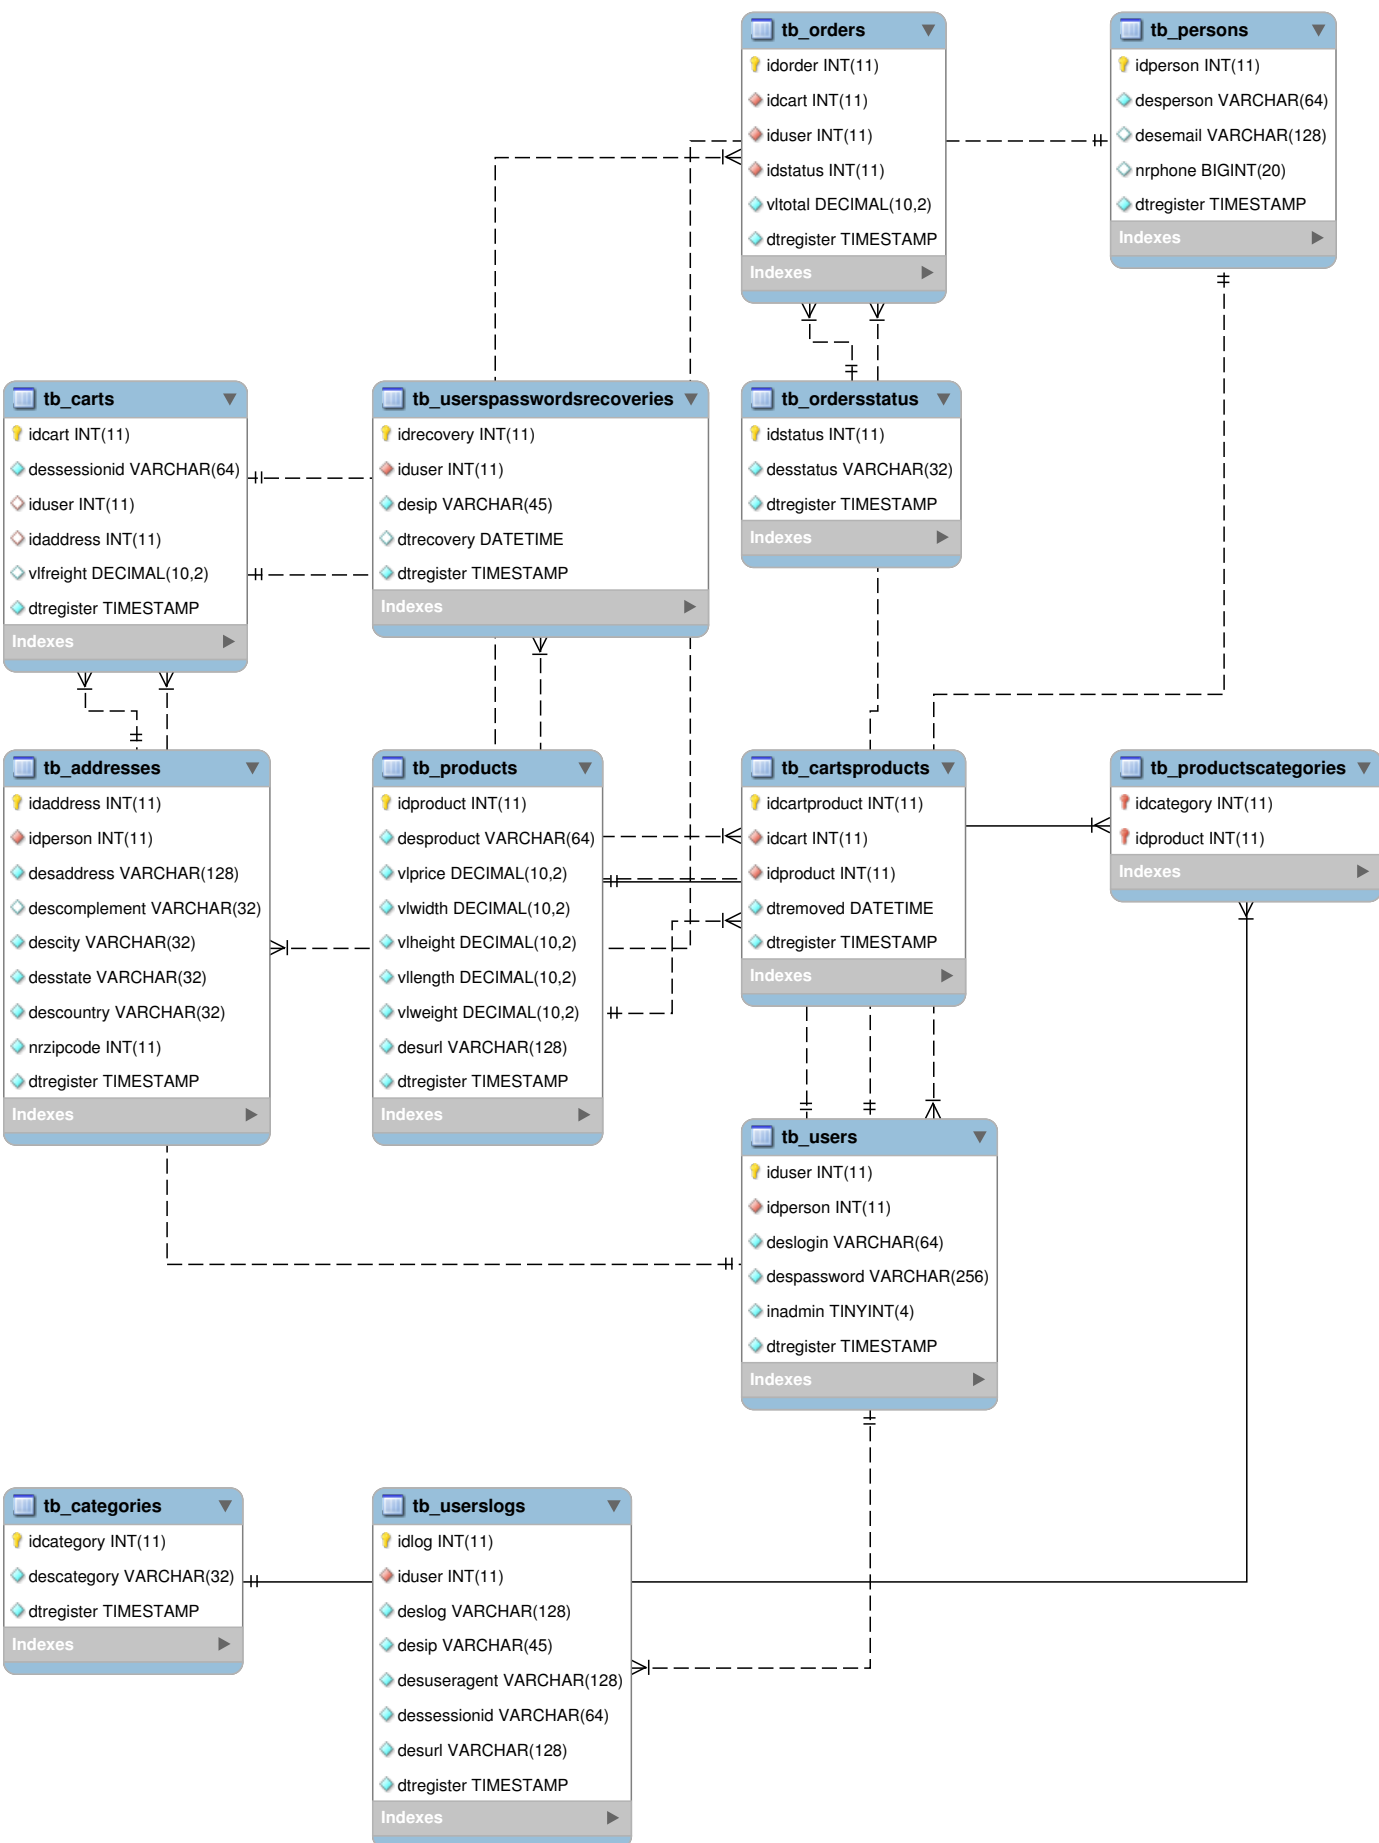 tb_orders
idorder INT(11)
idcart INT(11)
iduser INT(11)
idstatus INT(11)
vltotal DECIMAL(10,2)
dtregister TIMESTAMP
Indexes
tb_persons
idperson INT(11)
desperson VARCHAR(64)
desemail VARCHAR(128)
nrphone BIGINT(20)
dtregister TIMESTAMP
Indexes
tb_carts
idcart INT(11)
dessessionid VARCHAR(64)
iduser INT(11)
idaddress INT(11)
vlfreight DECIMAL(10,2)
dtregister TIMESTAMP
Indexes
tb_userspasswordsrecoveries
idrecovery INT(11)
iduser INT(11)
desip VARCHAR(45)
dtrecovery DATETIME
dtregister TIMESTAMP
Indexes
tb_ordersstatus
idstatus INT(11)
desstatus VARCHAR(32)
dtregister TIMESTAMP
Indexes
tb_addresses
idaddress INT(11)
idperson INT(11)
desaddress VARCHAR(128)
descomplement VARCHAR(32)
descity VARCHAR(32)
desstate VARCHAR(32)
descountry VARCHAR(32)
nrzipcode INT(11)
dtregister TIMESTAMP
Indexes
tb_products
idproduct INT(11)
desproduct VARCHAR(64)
vlprice DECIMAL(10,2)
vlwidth DECIMAL(10,2)
vlheight DECIMAL(10,2)
vllength DECIMAL(10,2)
vlweight DECIMAL(10,2)
desurl VARCHAR(128)
dtregister TIMESTAMP
Indexes
tb_cartsproducts
idcartproduct INT(11)
idcart INT(11)
idproduct INT(11)
dtremoved DATETIME
dtregister TIMESTAMP
Indexes
tb_productscategories
idcategory INT(11)
idproduct INT(11)
Indexes
tb_users
iduser INT(11)
idperson INT(11)
deslogin VARCHAR(64)
despassword VARCHAR(256)
inadmin TINYINT(4)
dtregister TIMESTAMP
Indexes
tb_categories
idcategory INT(11)
descategory VARCHAR(32)
dtregister TIMESTAMP
Indexes
tb_userslogs
idlog INT(11)
iduser INT(11)
deslog VARCHAR(128)
desip VARCHAR(45)
desuseragent VARCHAR(128)
dessessionid VARCHAR(64)
desurl VARCHAR(128)
dtregister TIMESTAMP
Indexes